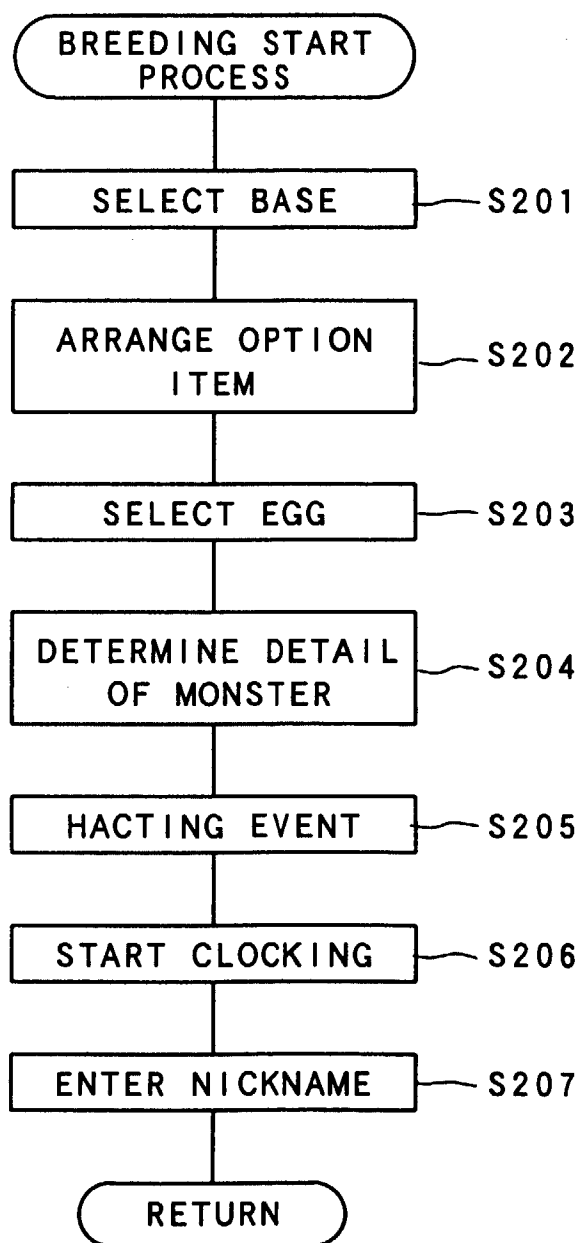 BREEDING START
PROCESS
SELECT BASE
S201
ARRANGE OPTION
ITEM
S202
SELECT EGG
S203
DETERMINE DETAIL
OF MONSTER
S204
HACTING EVENT
S205
START CLOCKING
S206
ENTER NICKNAME
S207
RETURN